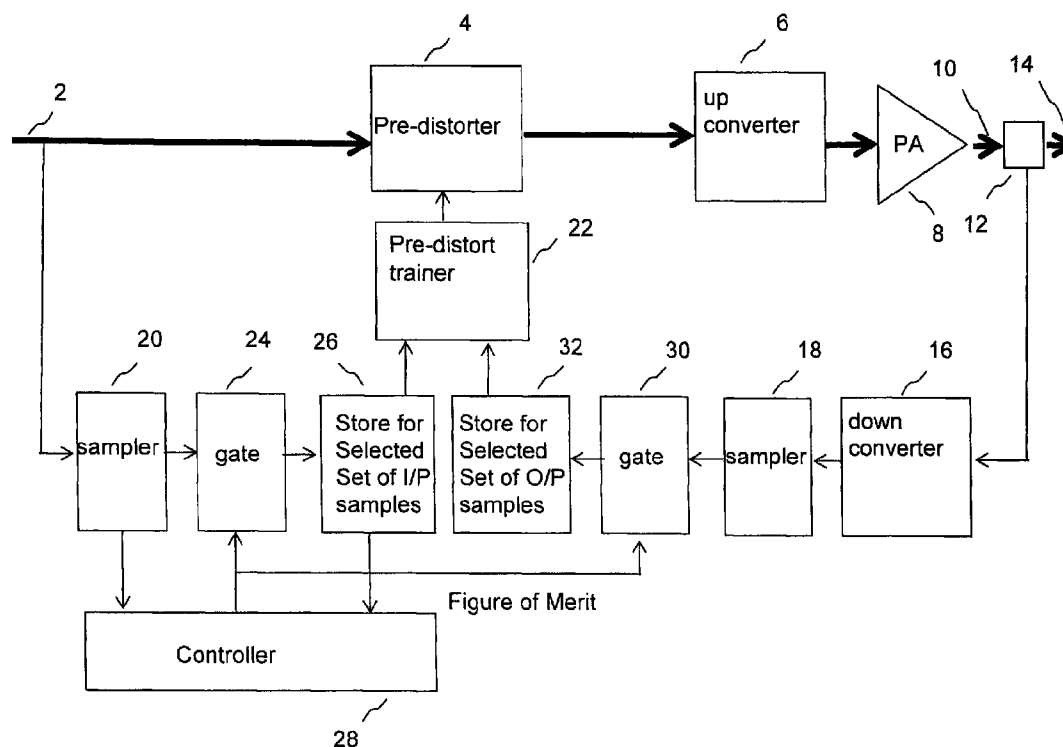 4
6
2
10
14
up
converter
Pre-distorter
PA
12
8
Pre-distort
trainer
22
20
24
26
32
30
18
16
sampler
gate
Store for
Selected
Set of I/P
samples
Store for
Selected
Set of O/P
samples
gate
sampler
down
converter
Figure of Merit
Controller
28